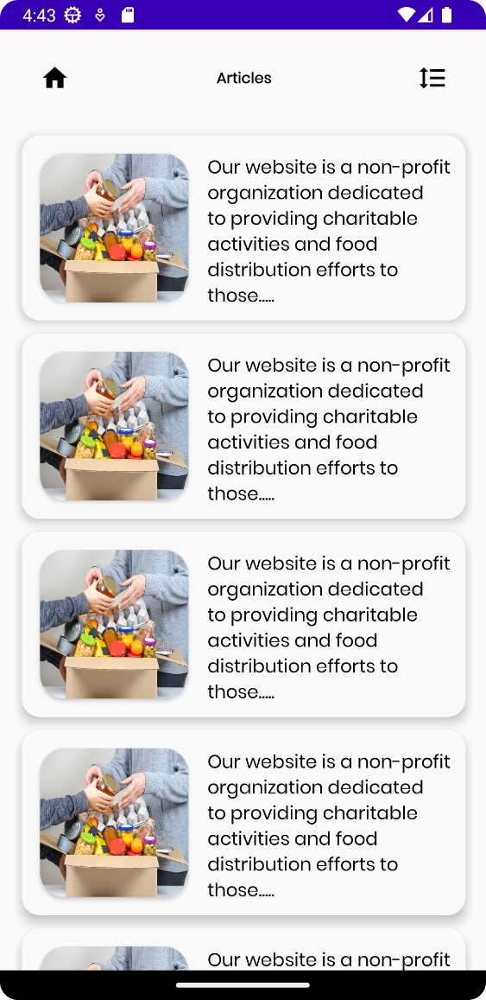 4:43
Articles
Our website is a non-profit
organization dedicated
to providing charitable
activities and food
distribution efforts to
those.....
Our website is a non-profit
organization dedicated
to providing charitable
activities and food
distribution efforts to
those.....
Our website is a non-profit
organization dedicated
to providing charitable
activities and food
distribution efforts to
those.....
Our website is a non-profit
organization dedicated
to providing charitable
activities and food
distribution efforts to
those.....
Our website is a non-profit